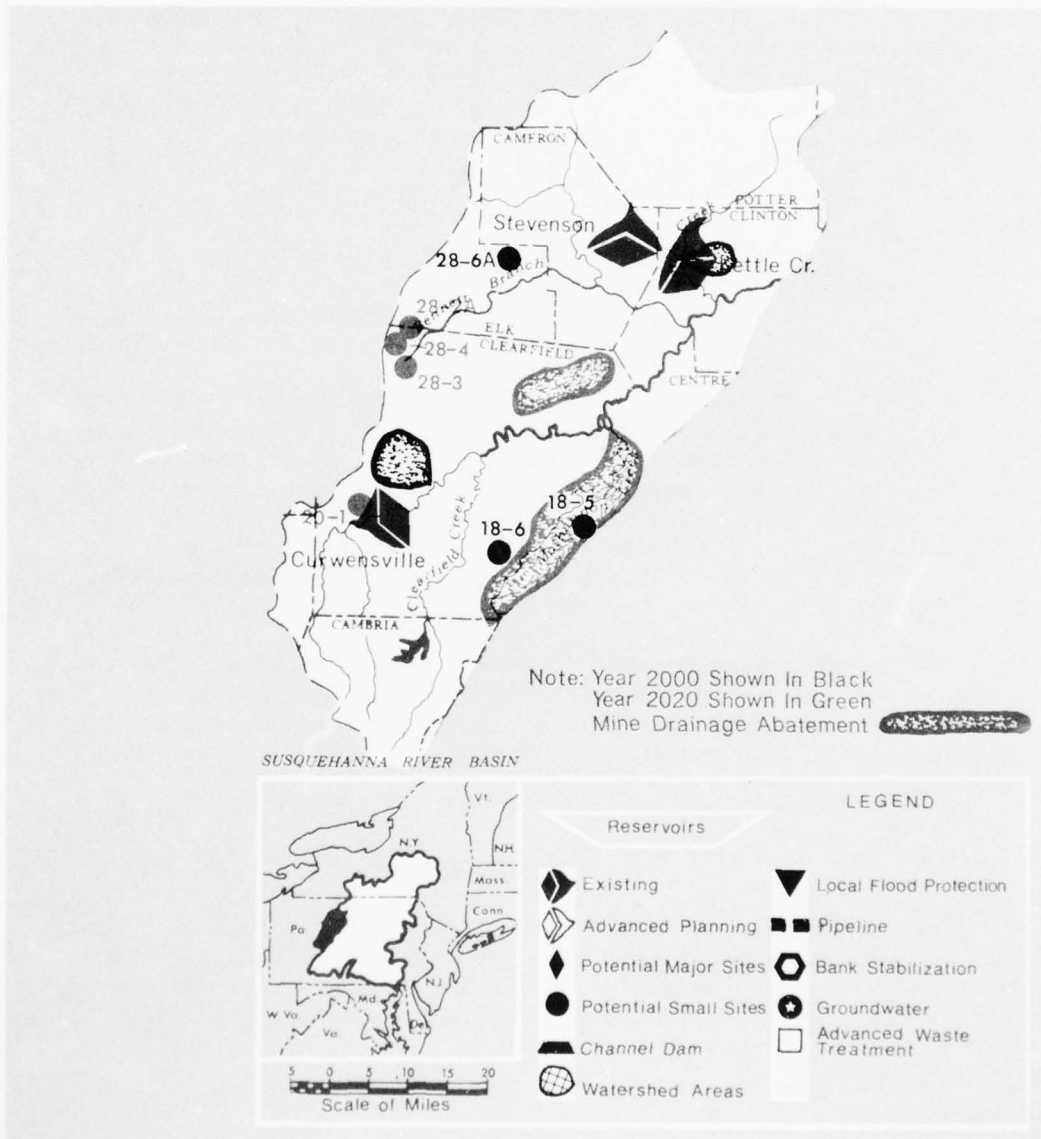 CAMERON
POTTER
CLINTON
Creek
Stevenson
28-6A
Branch
ettle Cr.
ELK
CLEARFIELD
28-4
28-3
CENTRE
18-5
18-6
20-1
Curwensville
Clearfield Creek
CAMBRIA
Note: Year 2000 Shown In Black
Year 2020 Shown In Green
Mine Drainage Abatement
SUSQUEHANNA RIVER BASIN
Vt.
N.Y.
N.H.
Mass.
Conn.
Pa.
N.J.
Md.
W. Va.
Va.
De.
5 0 5 10 15 20
Scale of Miles
LEGEND
Reservoirs
Existing
Advanced Planning
Potential Major Sites
Potential Small Sites
Channel Dam
Watershed Areas
Local Flood Protection
Pipeline
Bank Stabilization
Groundwater
Advanced Waste
Treatment